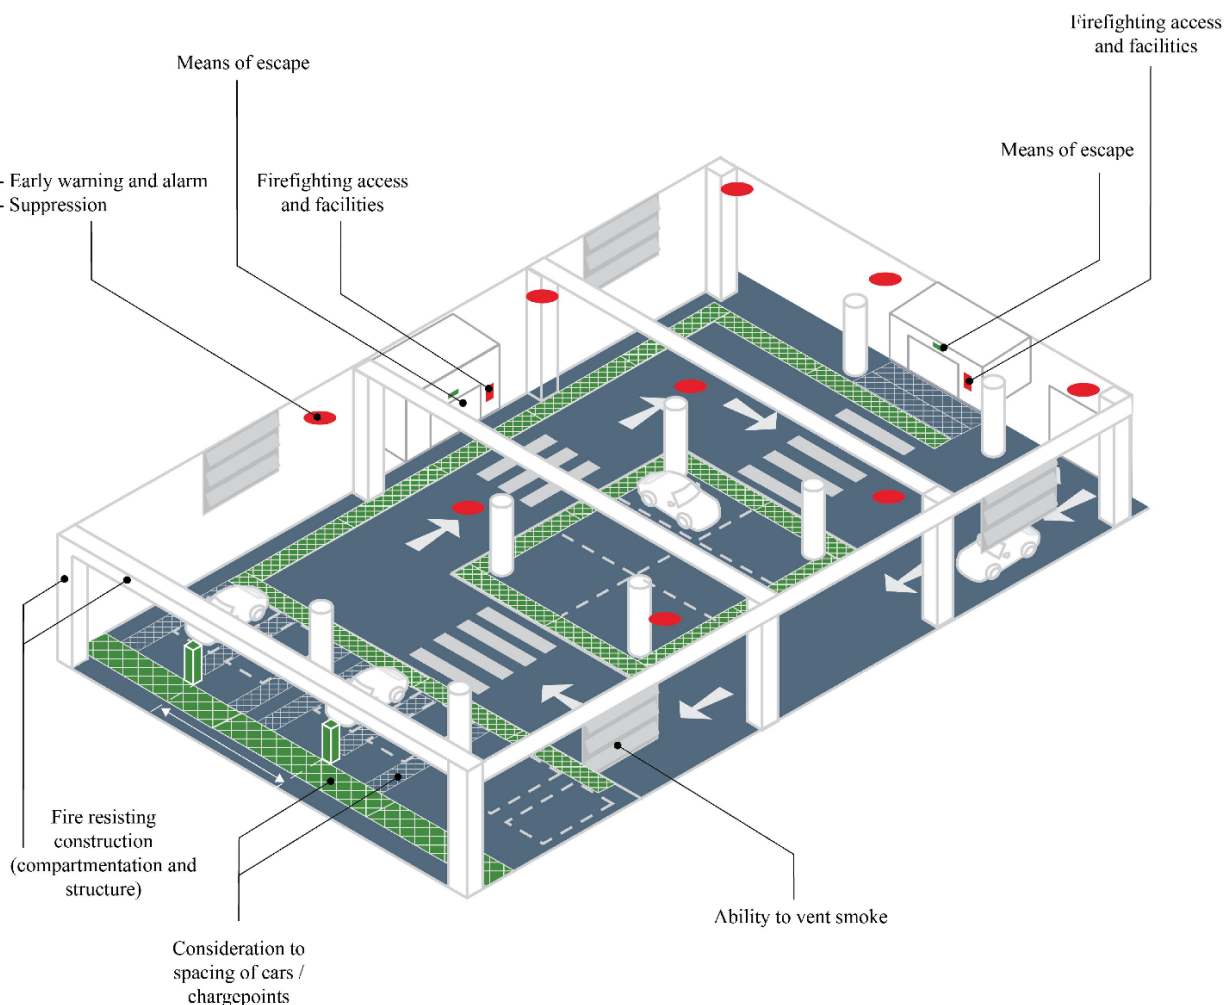 Firefighting access
and facilities
Means of escape
Means of escape
- Early warning and alarm
- Suppression
Firefighting access
and facilities
Fire resisting
construction
(compartmentation and
structure)
Ability to vent smoke
Consideration to
spacing of cars /
chargepoints